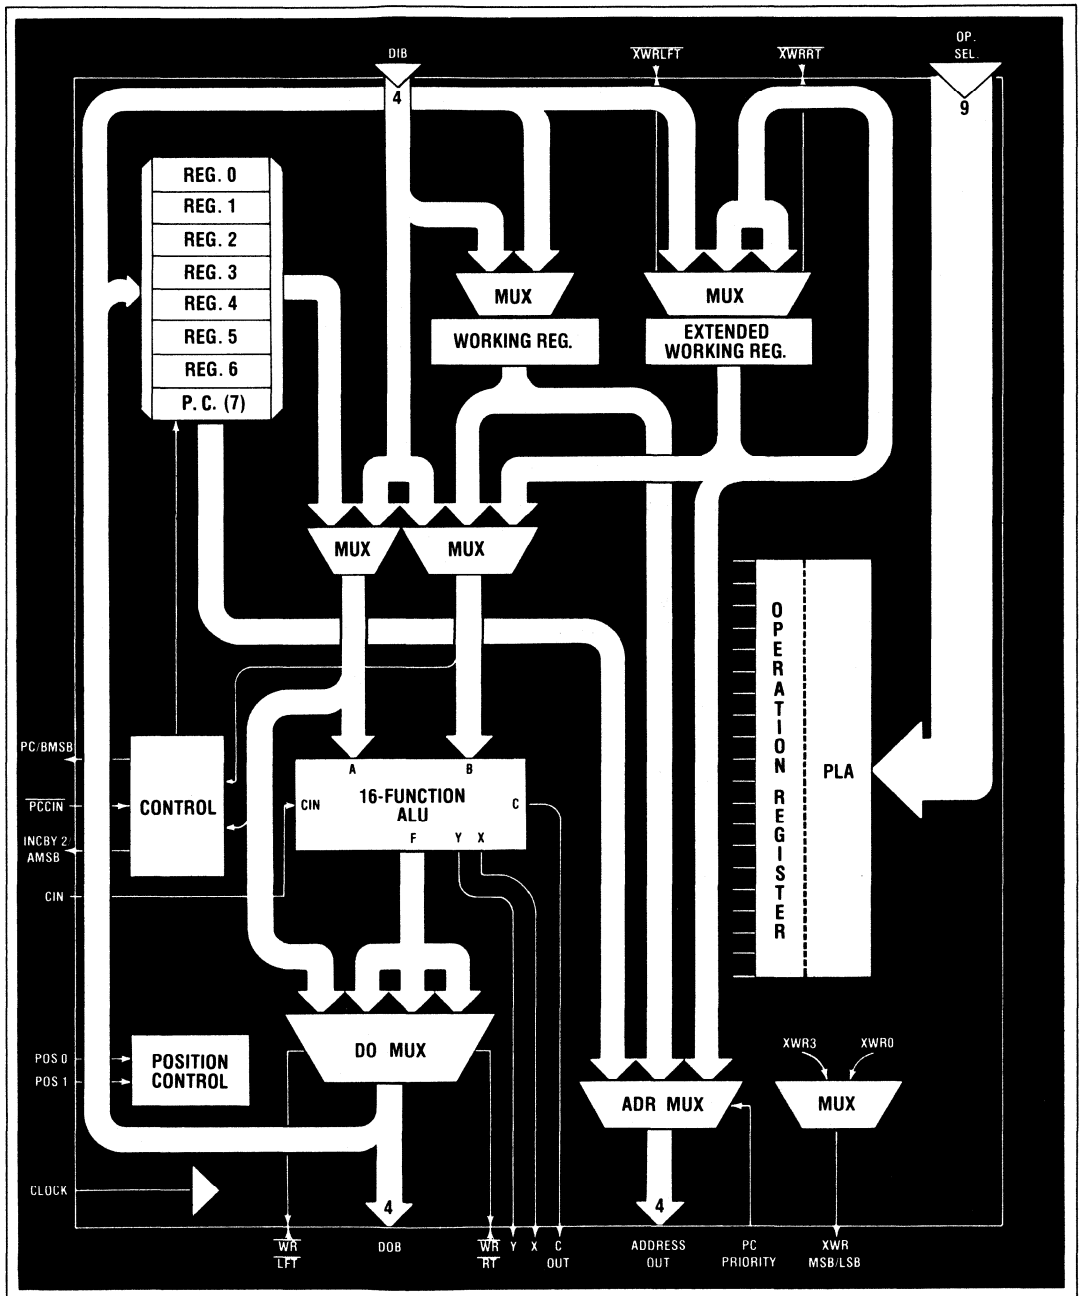 DIB
XWRLFT
XWRRT
OP.
SEL.
4
9
REG. 0
REG. 1
REG. 2
REG. 3
REG. 4
REG. 5
REG. 6
P. C. (7)
MUX
WORKING REG.
MUX
EXTENDED
WORKING REG.
MUX
MUX
OPERATION REGISTER
PLA
PC/BMSB
PCCIN
INCBY 2/
AMSB
CIN
CONTROL
A
B
CIN
16-FUNCTION
ALU
C
F
Y
X
DO MUX
POS 0
POS 1
POSITION
CONTROL
ADR MUX
XWR3
XWR0
MUX
CLOCK
4
4
WR
LFT
DOB
WR
RT
Y
X
C
OUT
ADDRESS
OUT
PC
PRIORITY
XWR
MSB/LSB